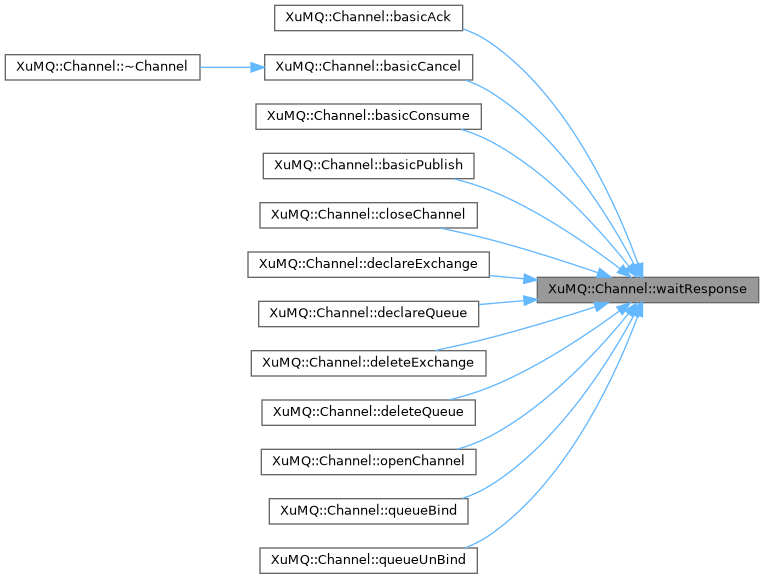 XuMQ::Channel::basicAck
XuMQ::Channel::~Channel
XuMQ::Channel::basicCancel
XuMQ::Channel::basicConsume
XuMQ::Channel::basicPublish
XuMQ::Channel::closeChannel
XuMQ::Channel::declareExchange
XuMQ::Channel::waitResponse
XuMQ::Channel::declareQueue
XuMQ::Channel::deleteExchange
XuMQ::Channel::deleteQueue
XuMQ::Channel::openChannel
XuMQ::Channel::queueBind
XuMQ::Channel::queueUnBind